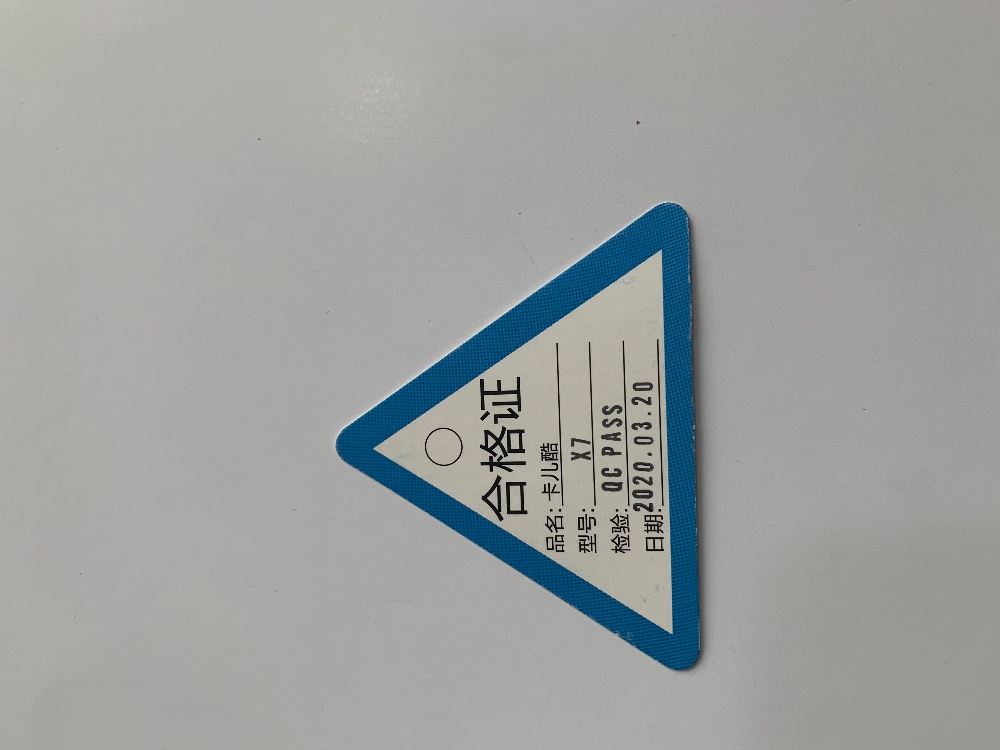 合格证
品名: 卡儿酷
型号: X7
检验: QC PASS
日期: 2020.03.20